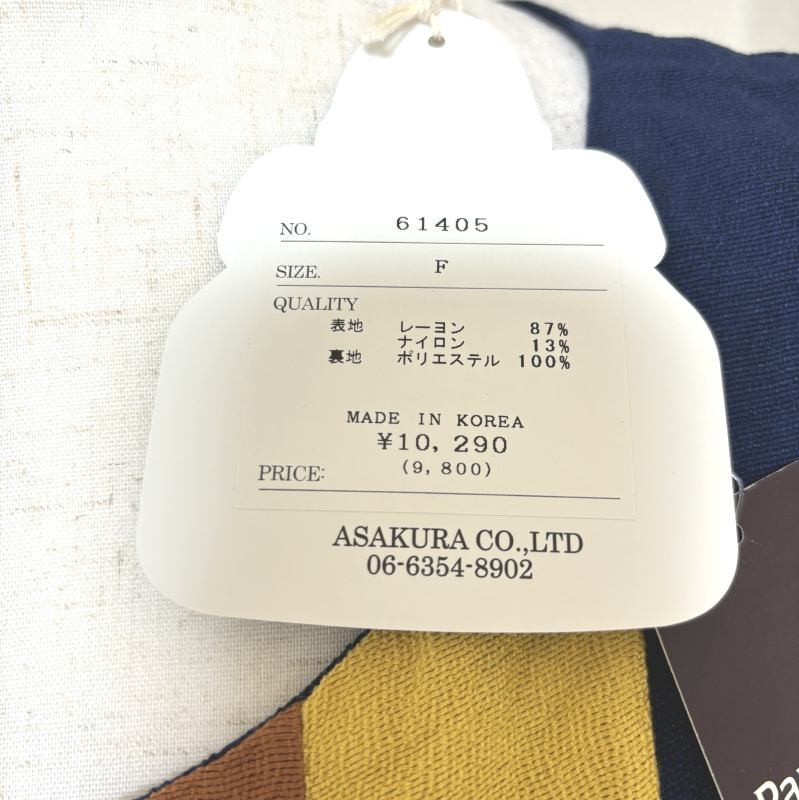 NO. 61405
SIZE. F
QUALITY
表地 レーヨン 87%
ナイロン 13%
裏地 ポリエステル 100%
MADE IN KOREA
¥10,290
(9,800)
PRICE:
ASAKURA CO.,LTD
06-6354-8902